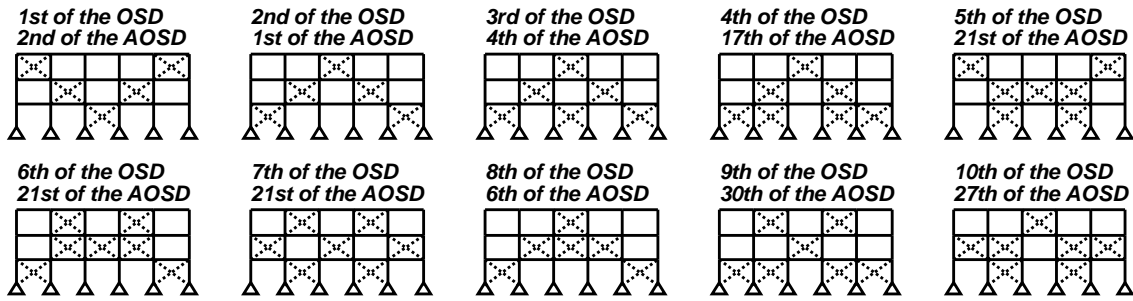 1st of the OSD
2nd of the AOSD
2nd of the OSD
1st of the AOSD
3rd of the OSD
4th of the AOSD
4th of the OSD
17th of the AOSD
5th of the OSD
21st of the AOSD
6th of the OSD
21st of the AOSD
7th of the OSD
21st of the AOSD
8th of the OSD
6th of the AOSD
9th of the OSD
30th of the AOSD
10th of the OSD
27th of the AOSD